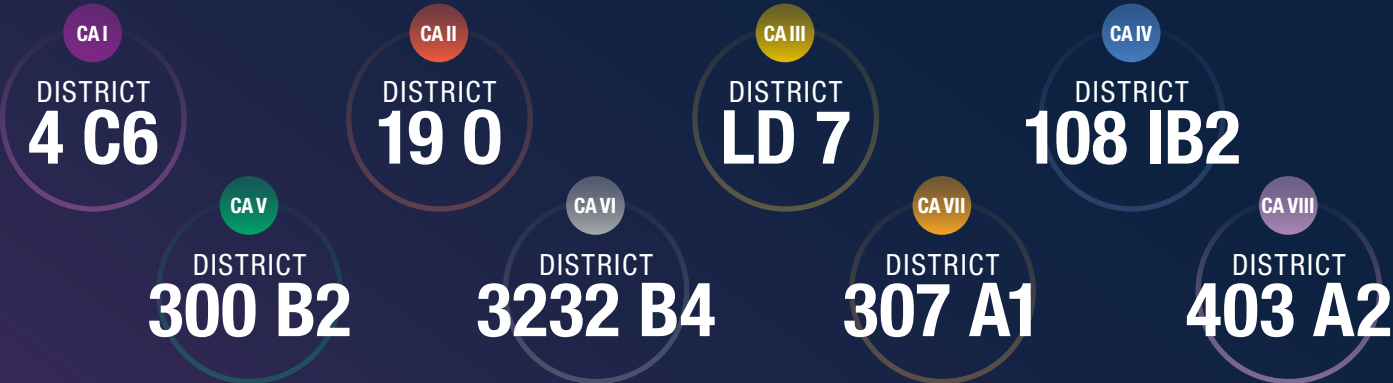 CA I
DISTRICT
4 C6
CA II
DISTRICT
19 O
CA III
DISTRICT
LD 7
CA IV
DISTRICT
108 IB2
CA V
DISTRICT
300 B2
CA VI
DISTRICT
3232 B4
CA VII
DISTRICT
307 A1
CA VIII
DISTRICT
403 A2